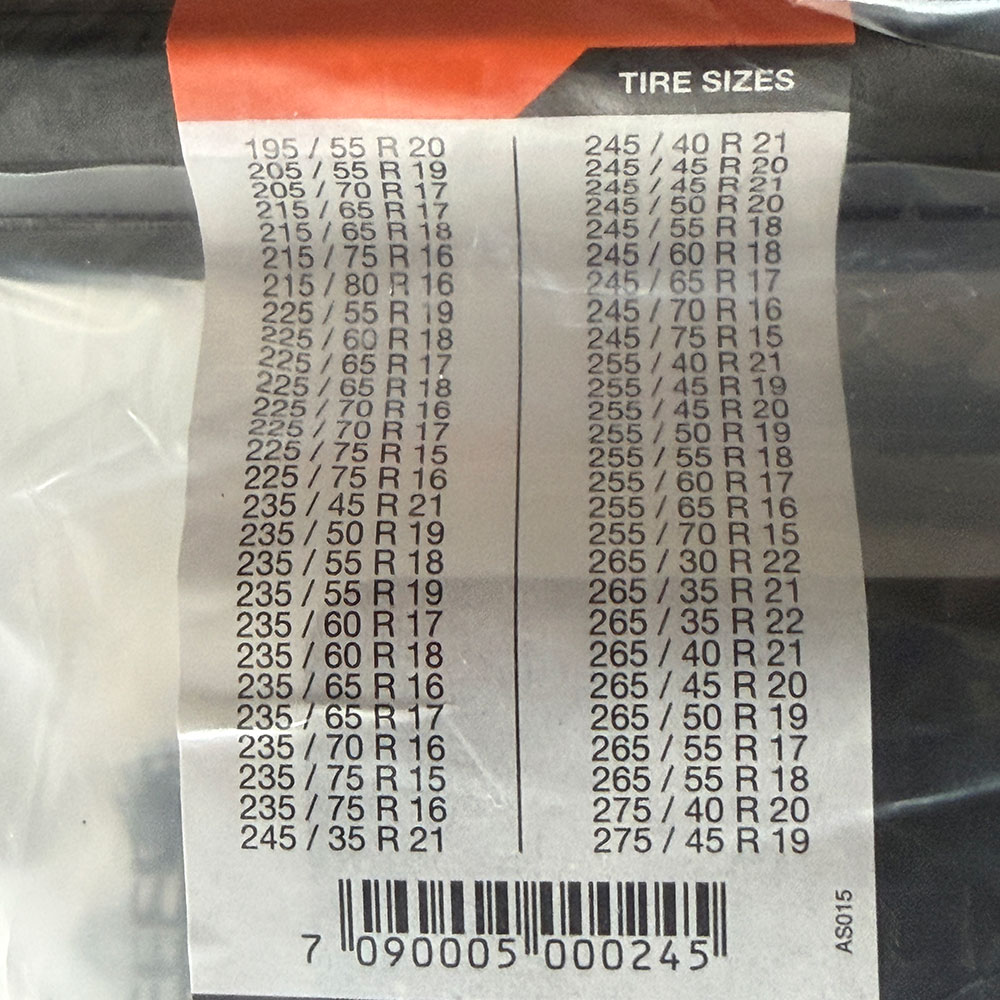 TIRE SIZES
195 / 55 R 20
205 / 55 R 19
205 / 70 R 17
215 / 65 R 17
215 / 65 R 18
215 / 75 R 16
215 / 80 R 16
225 / 55 R 19
225 / 60 R 18
225 / 65 R 17
225 / 65 R 18
225 / 70 R 16
225 / 70 R 17
225 / 75 R 15
225 / 75 R 16
235 / 45 R 21
235 / 50 R 19
235 / 55 R 18
235 / 55 R 19
235 / 60 R 17
235 / 60 R 18
235 / 65 R 16
235 / 65 R 17
235 / 70 R 16
235 / 75 R 15
235 / 75 R 16
245 / 35 R 21
245 / 40 R 21
245 / 45 R 20
245 / 45 R 21
245 / 50 R 20
245 / 55 R 18
245 / 60 R 18
245 / 65 R 17
245 / 70 R 16
245 / 75 R 15
255 / 40 R 21
255 / 45 R 19
255 / 45 R 20
255 / 50 R 19
255 / 55 R 18
255 / 60 R 17
255 / 65 R 16
255 / 70 R 15
265 / 30 R 22
265 / 35 R 21
265 / 35 R 22
265 / 40 R 21
265 / 45 R 20
265 / 50 R 19
265 / 55 R 17
265 / 55 R 18
275 / 40 R 20
275 / 45 R 19
7 090005 000245
AS015